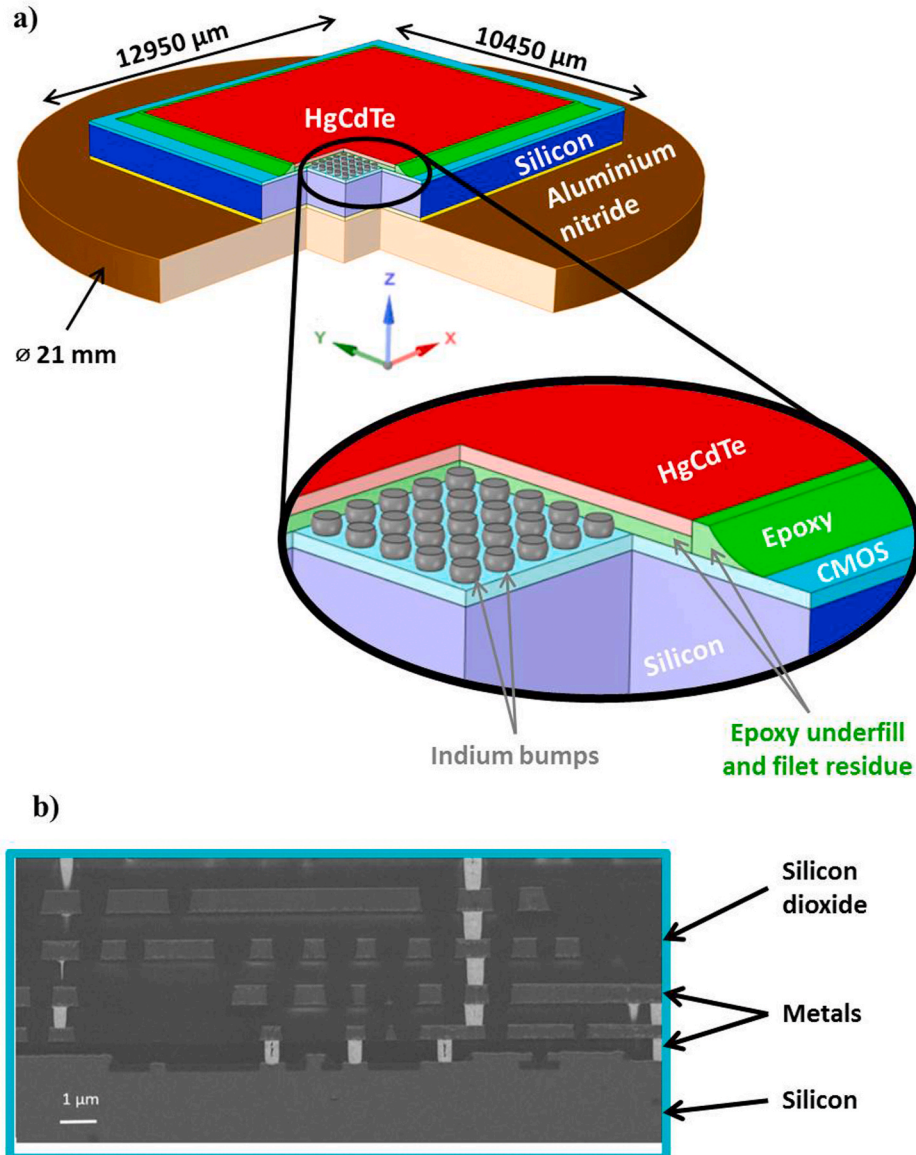 a)
12950 µm
10450 µm
HgCdTe
Silicon
Aluminium
nitride
Z
Y
X
ø 21 mm
HgCdTe
Epoxy
CMOS
Silicon
Indium bumps
Epoxy underfill
and filet residue
b)
Silicon
dioxide
Metals
Silicon
1 µm